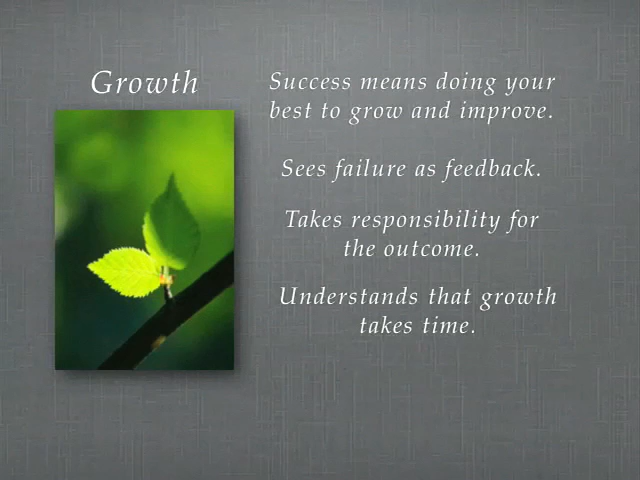 Growth
Success means doing your
best to grow and improve.
Sees failure as feedback.
Takes responsibility for
the outcome.
Understands that growth
takes time.